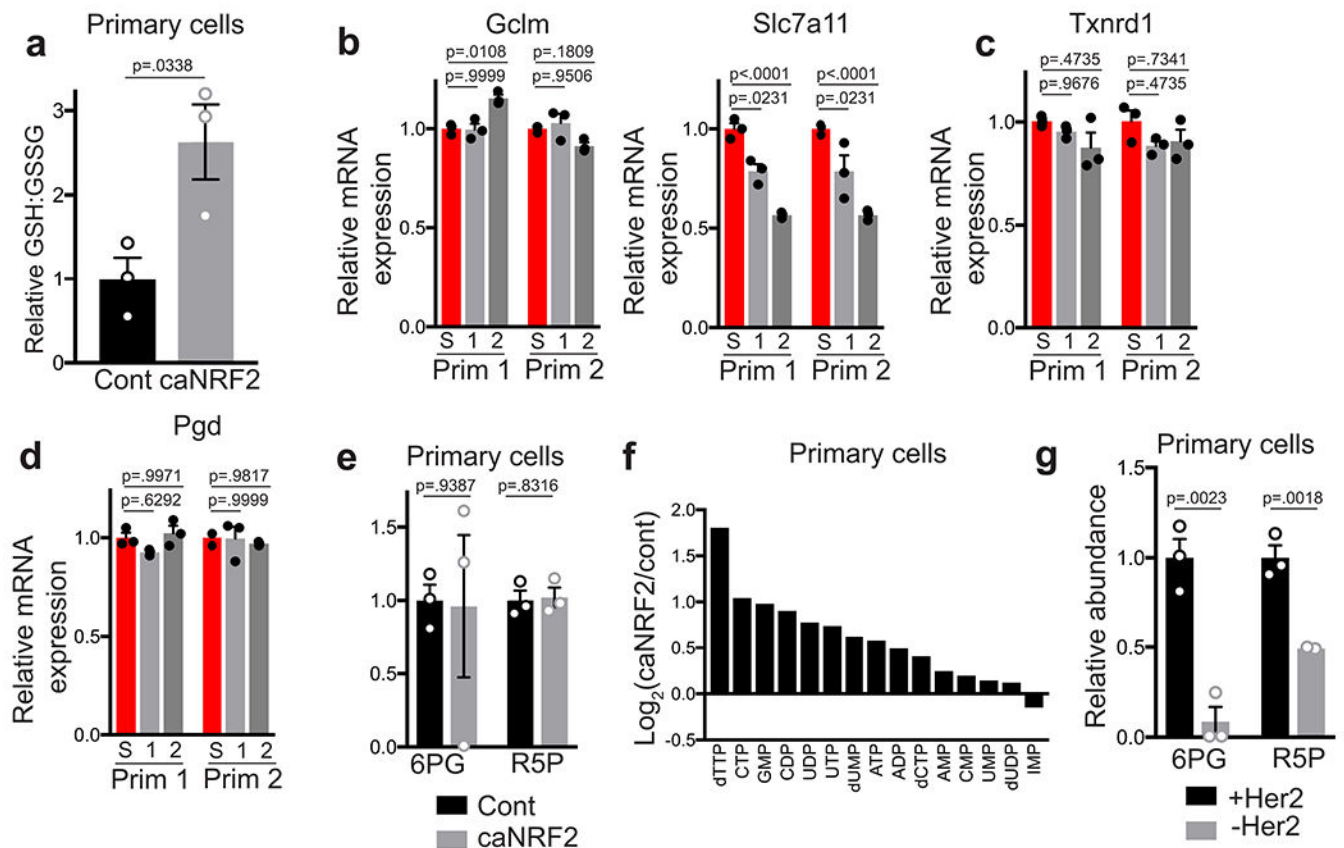 a
Primary cells
p=.0338
Relative GSH:GSSG
3
2
1
0
Cont caNRF2
b
Gclm
p=.0108 p=.1809
p=.9999 p=.9506
Relative mRNA
expression
1.0
0.5
0.0
S 1 2 S 1 2
Prim 1 Prim 2
Slc7a11
p<.0001 p<.0001
p=.0231 p=.0231
Relative mRNA
expression
1.0
0.5
0.0
S 1 2 S 1 2
Prim 1 Prim 2
c
Txnrd1
p=.4735 p=.7341
p=.9676 p=.4735
Relative mRNA
expression
1.0
0.5
0.0
S 1 2 S 1 2
Prim 1 Prim 2
d
Pgd
p=.9971 p=.9817
p=.6292 p=.9999
Relative mRNA
expression
1.0
0.5
0.0
S 1 2 S 1 2
Prim 1 Prim 2
e
Primary cells
p=.9387 p=.8316
1.5
1.0
0.5
0.0
6PG R5P
Cont
caNRF2
f
Primary cells
Log2(caNRF2/cont)
2.0
1.5
1.0
0.5
0.0
-0.5
dTTP CTP GMP CDP UDP UTP dUMP ATP ADP dCTP AMP CMP UMP dUDP IMP
g
Primary cells
p=.0023 p=.0018
Relative abundance
1.5
1.0
0.5
0.0
6PG R5P
+Her2
-Her2